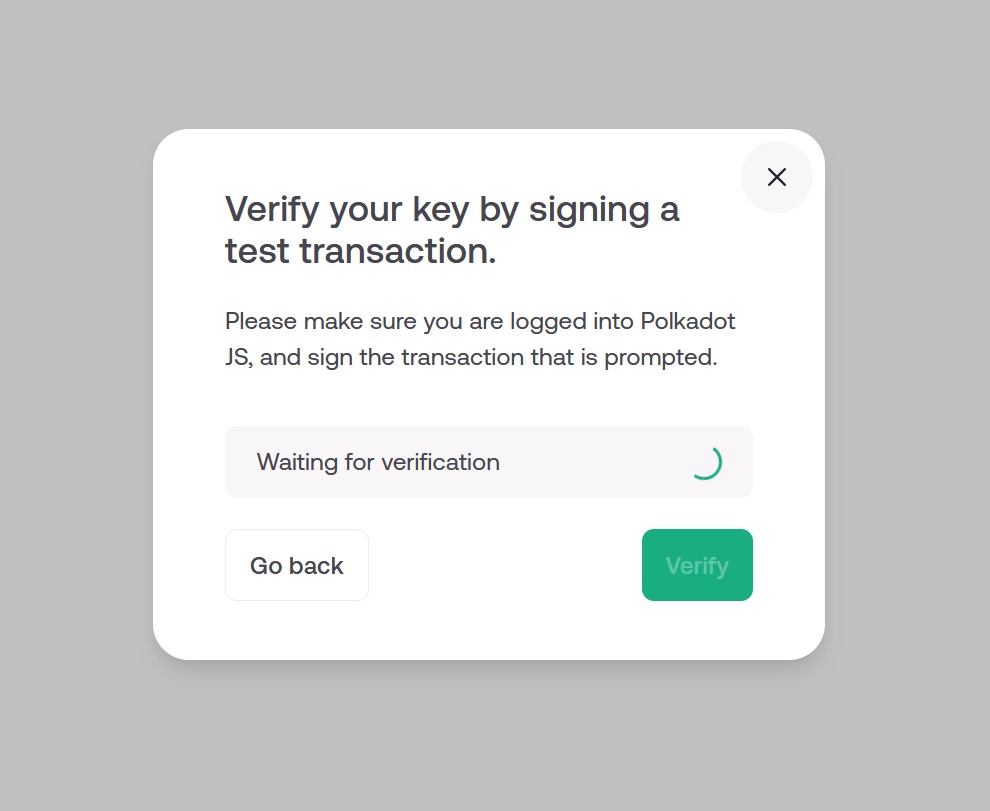 Verify your key by signing a
test transaction.
Please make sure you are logged into Polkadot
JS, and sign the transaction that is prompted.
Waiting for verification
Go back
Verify